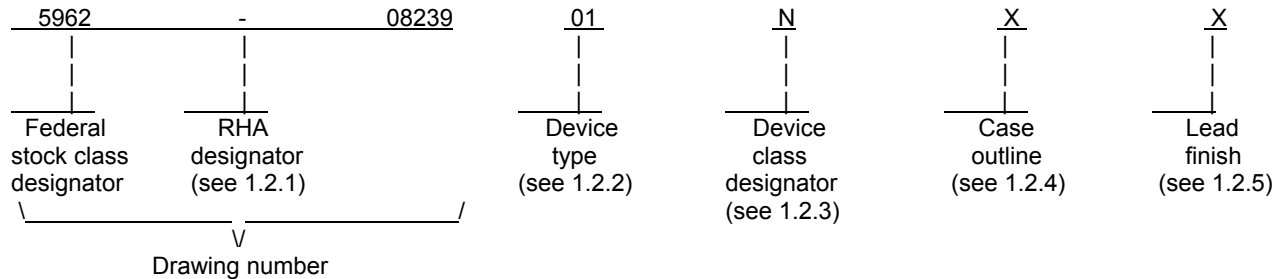 5962 - 08239 01 N X X
Federal RHA Device Device Case Lead
stock class designator type class outline finish
designator (see 1.2.1) (see 1.2.2) designator (see 1.2.4) (see 1.2.5)
(see 1.2.3)
Drawing number